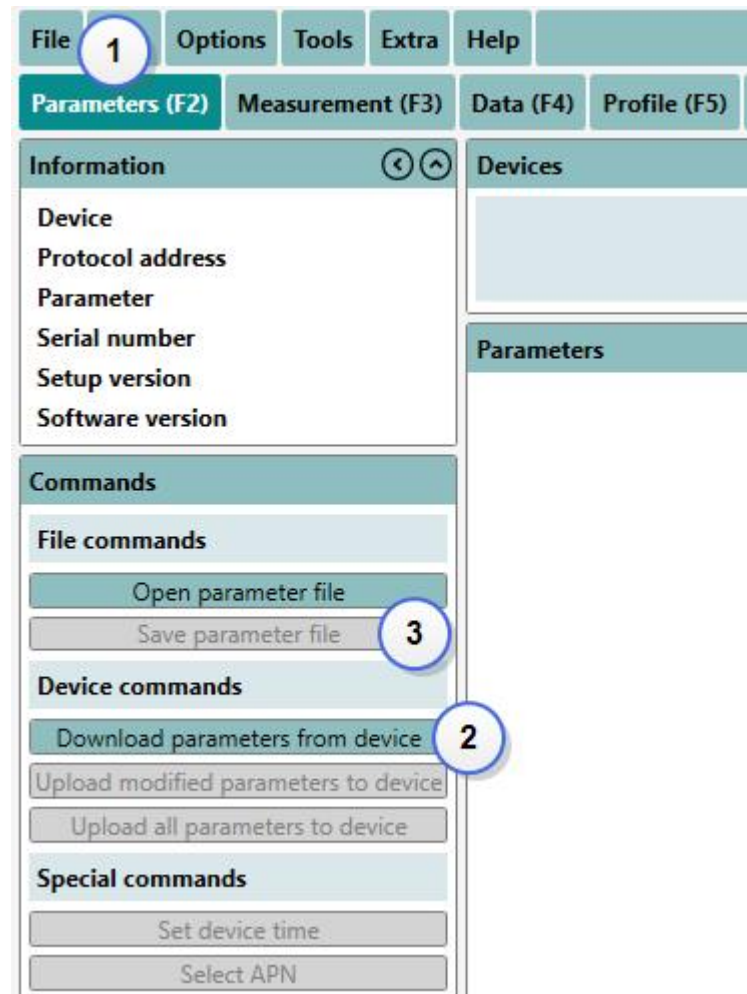 File Options Tools Extra Help
1
Parameters (F2) Measurement (F3) Data (F4) Profile (F5)
Information Devices
Device
Protocol address
Parameter
Serial number
Setup version
Software version
Parameters
Commands
File commands
Open parameter file
Save parameter file 3
Device commands
Download parameters from device 2
Upload modified parameters to device
Upload all parameters to device
Special commands
Set device time
Select APN